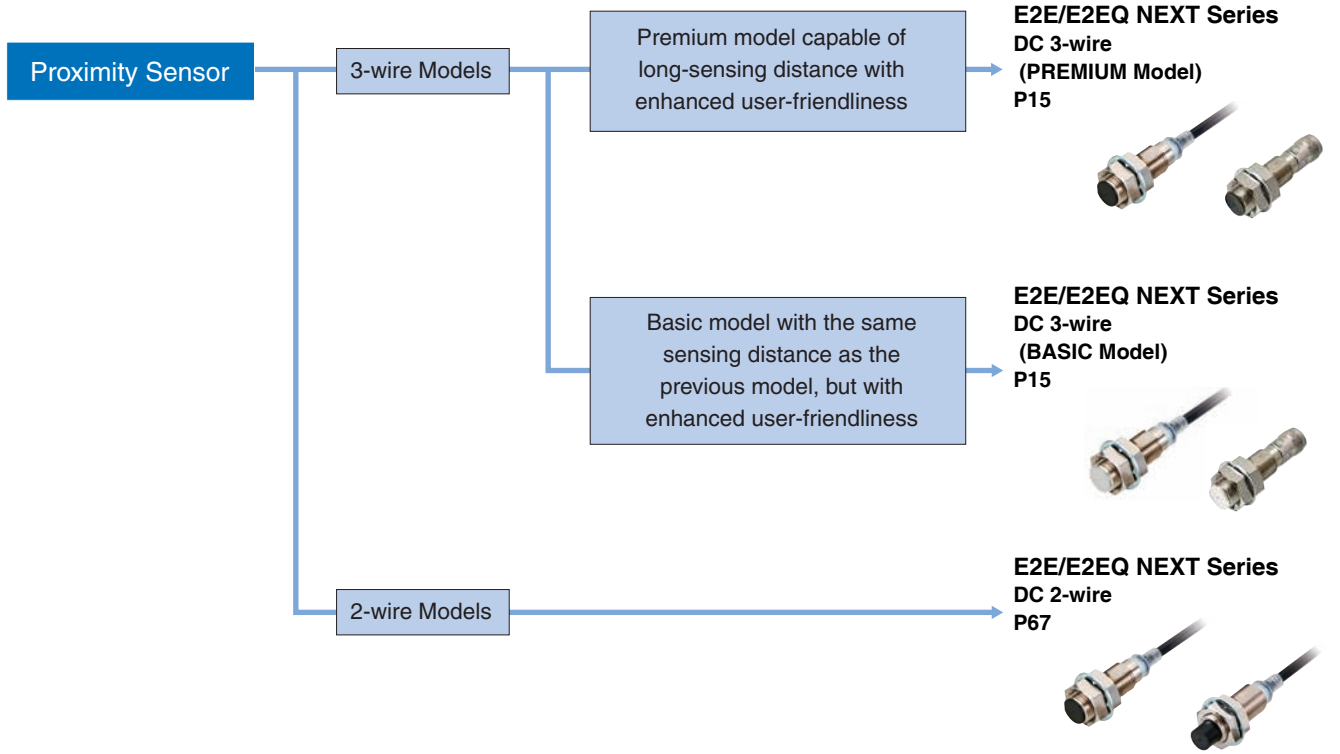 Proximity Sensor
3-wire Models
Premium model capable of
long-sensing distance with
enhanced user-friendliness
E2E/E2EQ NEXT Series
DC 3-wire
(PREMIUM Model)
P15
Basic model with the same
sensing distance as the
previous model, but with
enhanced user-friendliness
E2E/E2EQ NEXT Series
DC 3-wire
(BASIC Model)
P15
2-wire Models
E2E/E2EQ NEXT Series
DC 2-wire
P67